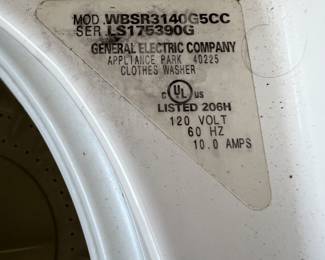 MOD.WBSR3140G5CC
SER.LS175390G
GENERAL ELECTRIC COMPANY
APPLIANCE PARK 40225
CLOTHES WASHER
C UL US
LISTED 206H
120 VOLT
60 HZ
10.0 AMPS